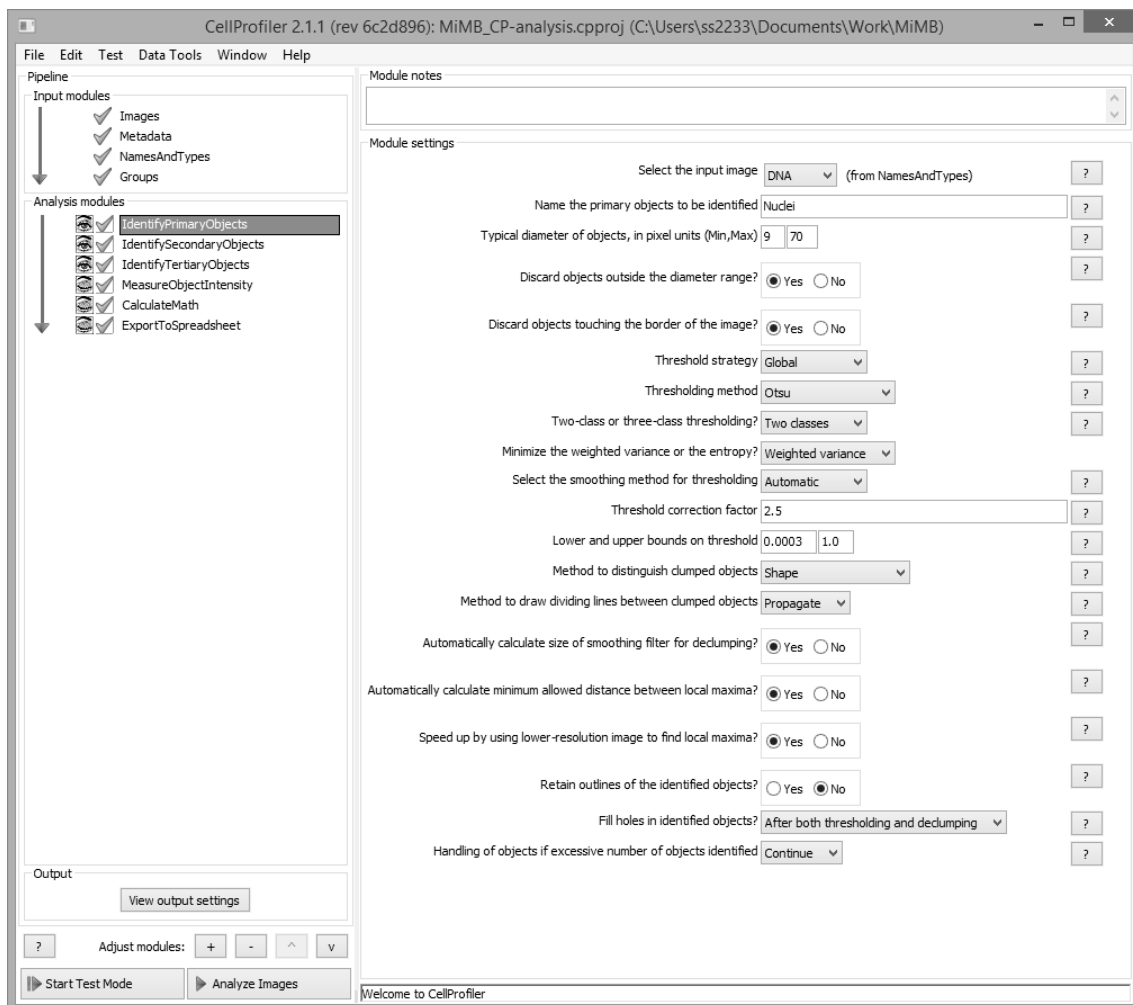 CellProfiler 2.1.1 (rev 6c2d896): MiMB_CP-analysis.cpproj (C:\Users\ss2233\Documents\Work\MiMB)
File Edit Test Data Tools Window Help
Pipeline
Input modules
Images
Metadata
NamesAndTypes
Groups
Analysis modules
IdentifyPrimaryObjects
IdentifySecondaryObjects
IdentifyTertiaryObjects
MeasureObjectIntensity
CalculateMath
ExportToSpreadsheet
Output
View output settings
? Adjust modules: + - ^ v
Start Test Mode Analyze Images
Module notes
Module settings
Select the input image DNA (from NamesAndTypes) ?
Name the primary objects to be identified Nuclei ?
Typical diameter of objects, in pixel units (Min,Max) 9 70 ?
Discard objects outside the diameter range? Yes No ?
Discard objects touching the border of the image? Yes No ?
Threshold strategy Global ?
Thresholding method Otsu ?
Two-class or three-class thresholding? Two classes ?
Minimize the weighted variance or the entropy? Weighted variance
Select the smoothing method for thresholding Automatic ?
Threshold correction factor 2.5 ?
Lower and upper bounds on threshold 0.0003 1.0 ?
Method to distinguish clumped objects Shape ?
Method to draw dividing lines between clumped objects Propagate ?
Automatically calculate size of smoothing filter for declumping? Yes No ?
Automatically calculate minimum allowed distance between local maxima? Yes No ?
Speed up by using lower-resolution image to find local maxima? Yes No ?
Retain outlines of the identified objects? Yes No ?
Fill holes in identified objects? After both thresholding and declumping ?
Handling of objects if excessive number of objects identified Continue ?
Welcome to CellProfiler